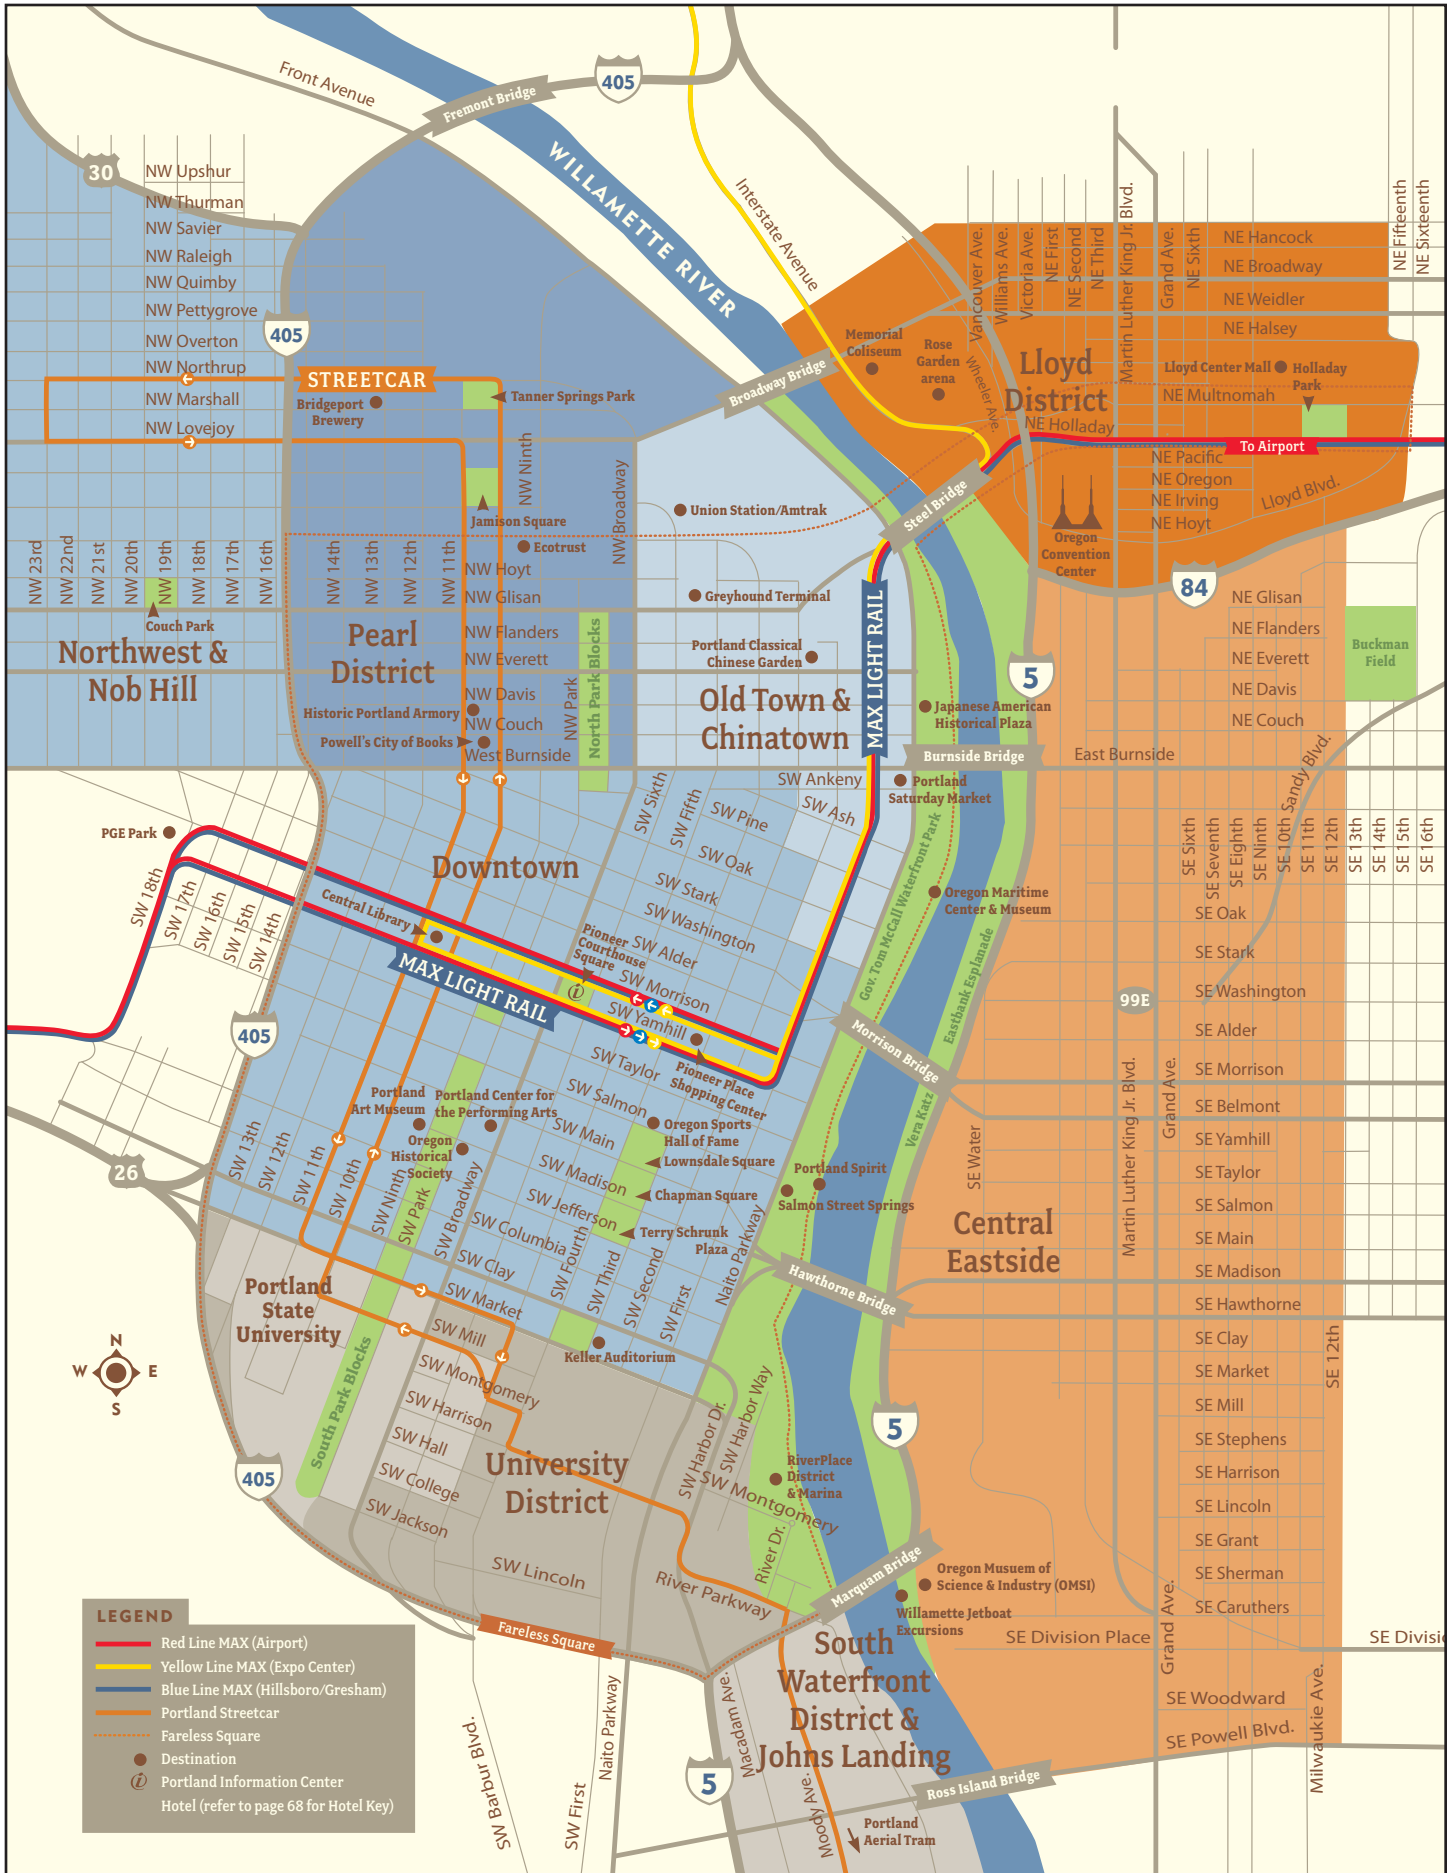 405
Front Avenue
Fremont Bridge
30
NW Upshur
NW Thurman
NW Savier
NW Raleigh
NW Quimby
NW Pettygrove
NW Overton
NW Northrup
NW Marshall
NW Lovejoy
405
STREETCAR
Bridgeport
Brewery
Tanner Springs Park
WILLAMETTE RIVER
Interstate Avenue
Broadway Bridge
Memorial
Coliseum
Rose
Garden
arena
Wheeler Ave.
Vancouver Ave.
Williams Ave.
Victoria Ave.
NE First
NE Second
NE Third
Martin Luther King Jr. Blvd.
Grand Ave.
NE Sixth
NE Hancock
NE Broadway
NE Weidler
NE Halsey
NE Fifteenth
NE Sixteenth
Lloyd
District
Lloyd Center Mall
Holladay
Park
NE Multnomah
NE Holladay
To Airport
NE Pacific
NE Oregon
NE Irving
NE Hoyt
Lloyd Blvd.
Oregon
Convention
Center
84
Steel Bridge
NW Ninth
NW Broadway
Jamison Square
Union Station/Amtrak
Ecotrust
NW 23rd
NW 22nd
NW 21st
NW 20th
NW 19th
NW 18th
NW 17th
NW 16th
NW 14th
NW 13th
NW 12th
NW 11th
NW Hoyt
NW Glisan
NW Flanders
NW Everett
NW Davis
NW Couch
West Burnside
Couch Park
Northwest &
Nob Hill
Pearl
District
Historic Portland Armory
Powell's City of Books
NW Park
North Park Blocks
Greyhound Terminal
Portland Classical
Chinese Garden
Old Town &
Chinatown
MAX LIGHT RAIL
Japanese American
Historical Plaza
5
Burnside Bridge
East Burnside
NE Glisan
NE Flanders
NE Everett
NE Davis
NE Couch
Buckman
Field
Sandy Blvd.
SW Ankeny
SW Ash
Portland
Saturday Market
PGE Park
Downtown
SW Sixth
SW Fifth
SW Pine
SW Oak
SW Stark
SW Washington
SW Alder
SW Morrison
SW Yamhill
SW Taylor
SW Salmon
SW Main
SW Madison
SW Jefferson
SW Columbia
SW Clay
SW Market
SW Mill
SW Montgomery
SW Harrison
SW Hall
SW College
SW Jackson
SW Lincoln
SW 18th
SW 17th
SW 16th
SW 15th
SW 14th
Central Library
MAX LIGHT RAIL
Pioneer
Courthouse
Square
i
Pioneer Place
Shopping Center
Gov. Tom McCall Waterfront Park
Oregon Maritime
Center & Museum
Vera Katz
Eastbank Esplanade
Morrison Bridge
SE Sixth
SE Seventh
SE Eighth
SE Ninth
SE 10th
SE 11th
SE 12th
SE 13th
SE 14th
SE 15th
SE 16th
SE Oak
SE Stark
SE Washington
SE Alder
SE Morrison
SE Belmont
SE Yamhill
SE Taylor
SE Salmon
SE Main
SE Madison
SE Hawthorne
SE Clay
SE Market
SE Mill
SE Stephens
SE Harrison
SE Lincoln
SE Grant
SE Sherman
SE Caruthers
99E
Martin Luther King Jr. Blvd.
Grand Ave.
SE Water
Central
Eastside
SE 12th
405
26
Portland
Art Museum
Portland Center for
the Performing Arts
Oregon
Historical
Society
Oregon Sports
Hall of Fame
Lownsdale Square
Chapman Square
Terry Schrunk
Plaza
Portland Spirit
Salmon Street Springs
SW 13th
SW 12th
SW 11th
SW 10th
SW Ninth
SW Park
SW Broadway
SW Fourth
SW Third
SW Second
SW First
Naito Parkway
Hawthorne Bridge
Portland
State
University
Keller Auditorium
South Park Blocks
N
W
E
S
405
University
District
SW Harbor Dr.
SW Harbor Way
SW Montgomery
RiverPlace
District
& Marina
River Dr.
River Parkway
5
Marquam Bridge
Oregon Musuem of
Science & Industry (OMSI)
Willamette Jetboat
Excursions
SE Division Place
SE Divisio
Grand Ave.
SE Woodward
SE Powell Blvd.
Milwaukie Ave.
Fareless Square
South
Waterfront
District &
Johns Landing
Ross Island Bridge
Macadam Ave.
Moody Ave.
Portland
Aerial Tram
5
SW Barbur Blvd.
SW First
Naito Parkway
LEGEND
Red Line MAX (Airport)
Yellow Line MAX (Expo Center)
Blue Line MAX (Hillsboro/Gresham)
Portland Streetcar
Fareless Square
Destination
i Portland Information Center
Hotel (refer to page 68 for Hotel Key)